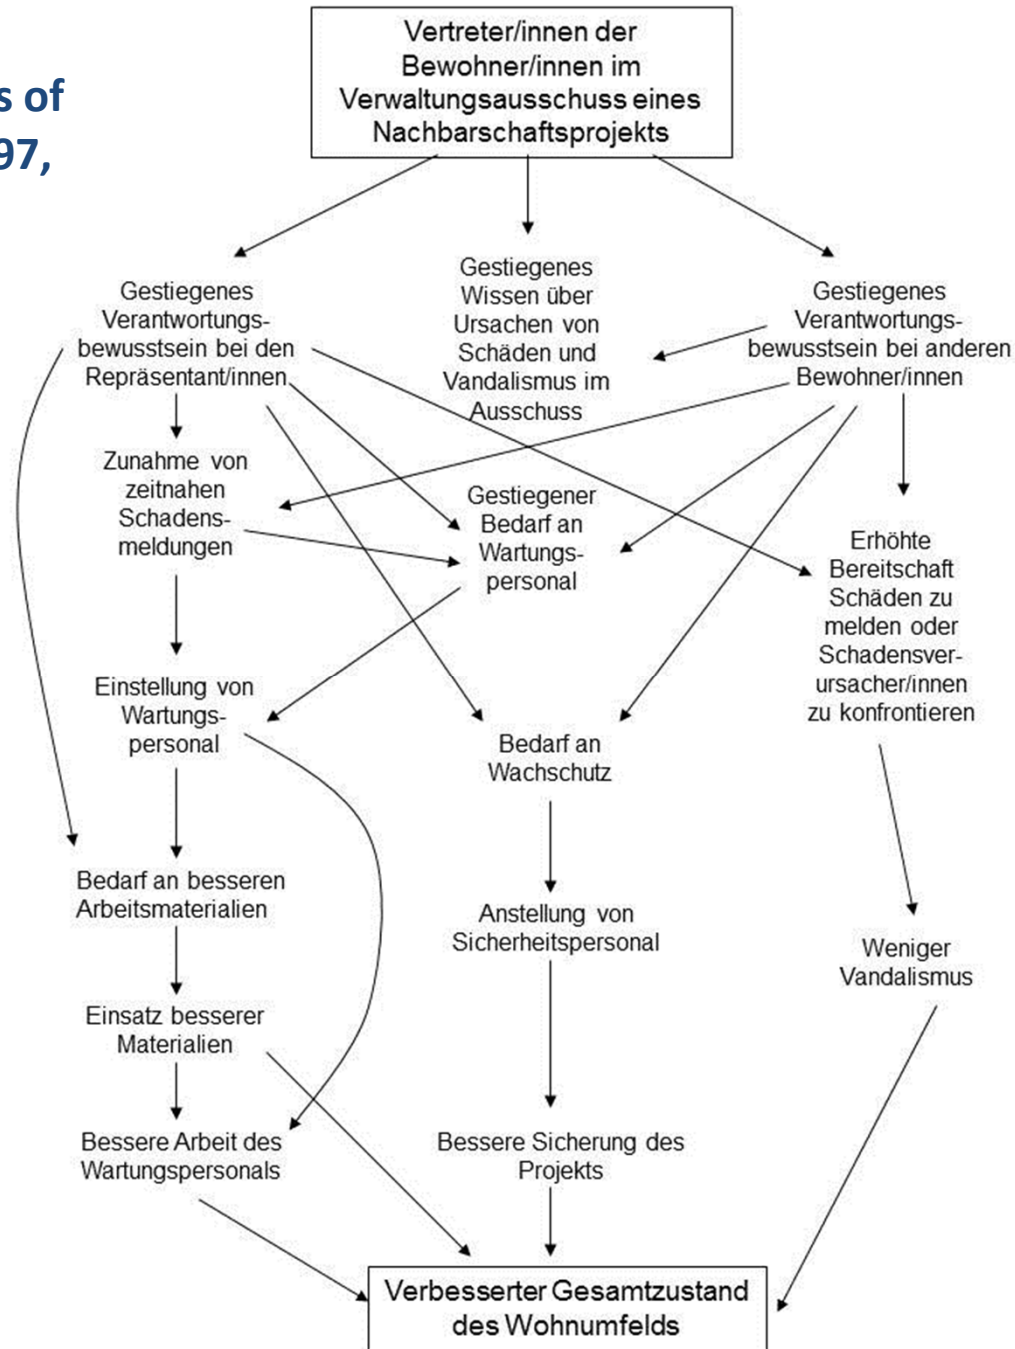 s of
97,
Vertreter/innen der
Bewohner/innen im
Verwaltungsausschuss eines
Nachbarschaftsprojekts
Gestiegenes
Verantwortungs-
bewusstsein bei den
Repräsentant/innen
Gestiegenes
Wissen über
Ursachen von
Schäden und
Vandalismus im
Ausschuss
Gestiegenes
Verantwortungs-
bewusstsein bei anderen
Bewohner/innen
Zunahme von
zeitnahen
Schadens-
meldungen
Gestiegener
Bedarf an
Wartungs-
personal
Erhöhte
Bereitschaft
Schäden zu
melden oder
Schadensver-
ursacher/innen
zu konfrontieren
Einstellung von
Wartungs-
personal
Bedarf an
Wachschutz
Bedarf an besseren
Arbeitsmaterialien
Anstellung von
Sicherheitspersonal
Weniger
Vandalismus
Einsatz besserer
Materialien
Bessere Arbeit des
Wartungspersonals
Bessere Sicherung des
Projekts
Verbesserter Gesamtzustand
des Wohnumfelds